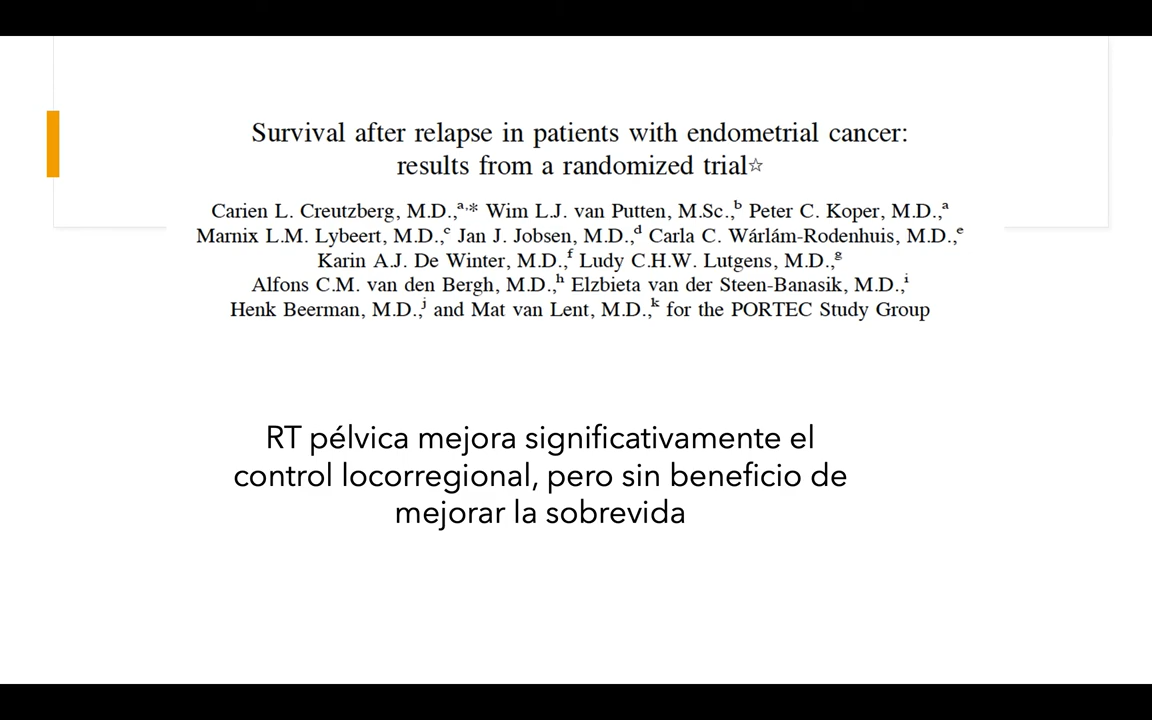 Survival after relapse in patients with endometrial cancer:
results from a randomized trial☆
Carien L. Creutzberg, M.D.,ᵃ,* Wim L.J. van Putten, M.Sc.,ᵇ Peter C. Koper, M.D.,ᵃ
Marnix L.M. Lybeert, M.D.,ᶜ Jan J. Jobsen, M.D.,ᵈ Carla C. Wárlám-Rodenhuis, M.D.,ᵉ
Karin A.J. De Winter, M.D.,ᶠ Ludy C.H.W. Lutgens, M.D.,ᵍ
Alfons C.M. van den Bergh, M.D.,ʰ Elzbieta van der Steen-Banasik, M.D.,ⁱ
Henk Beerman, M.D.,ʲ and Mat van Lent, M.D.,ᵏ for the PORTEC Study Group
RT pélvica mejora significativamente el
control locorregional, pero sin beneficio de
mejorar la sobrevida